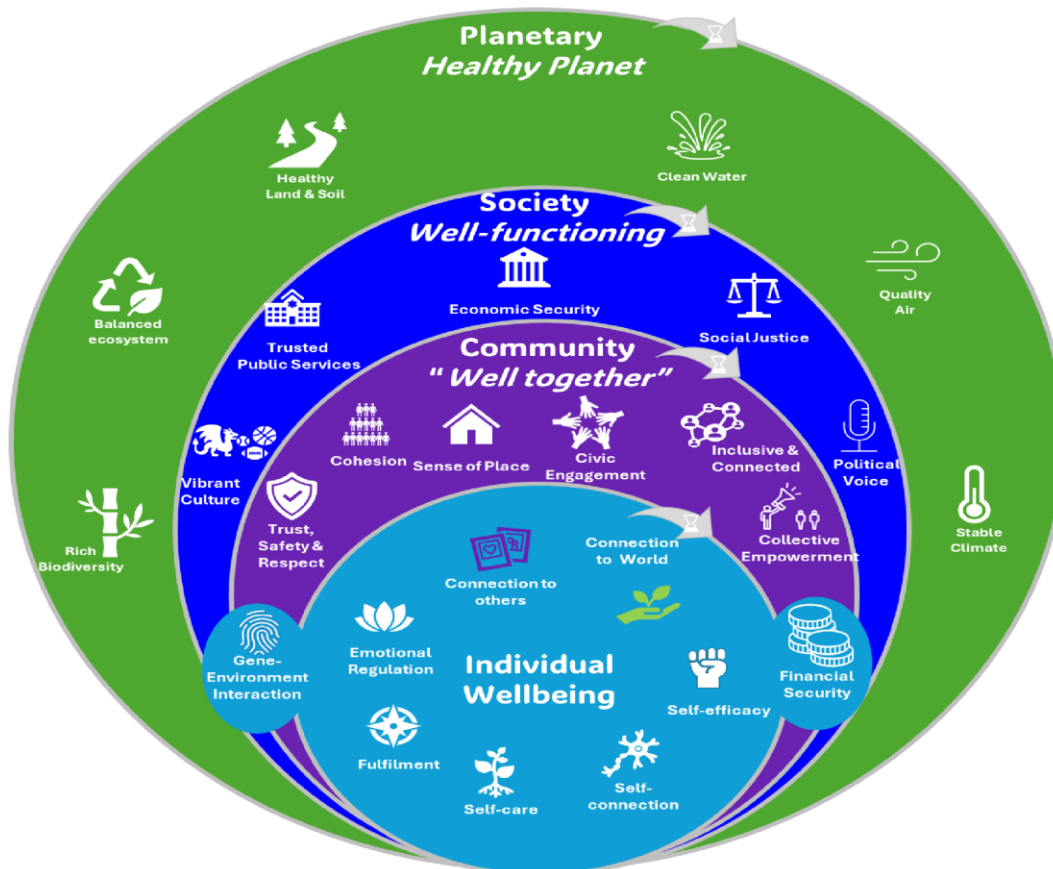 Planetary
Healthy Planet
Healthy
Land & Soil
Clean Water
Balanced
ecosystem
Quality
Air
Rich
Biodiversity
Stable
Climate
Society
Well-functioning
Trusted
Public Services
Economic Security
Social Justice
Vibrant
Culture
Political
Voice
Community
“Well together”
Cohesion
Sense of Place
Civic
Engagement
Inclusive &
Connected
Trust,
Safety &
Respect
Collective
Empowerment
Connection to
others
Connection
to World
Gene-
Environment
Interaction
Emotional
Regulation
Individual
Wellbeing
Self-efficacy
Financial
Security
Fulfilment
Self-care
Self-
connection